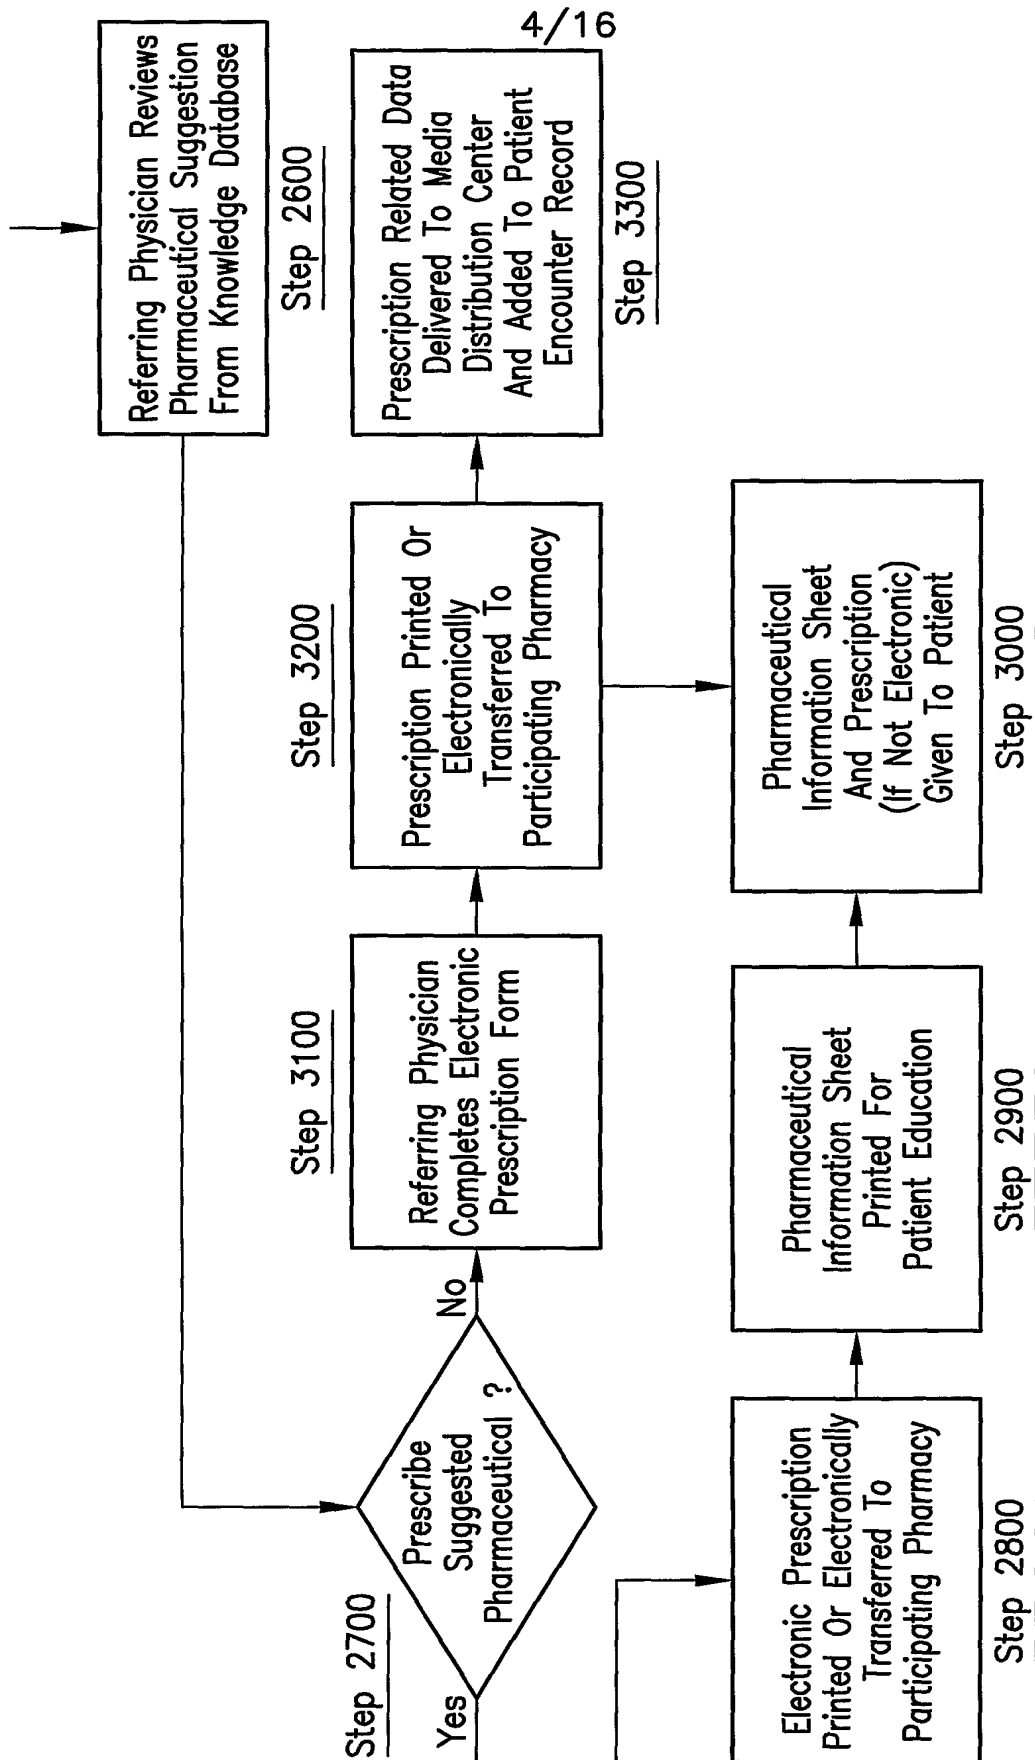 4/16
Referring Physician Reviews
Pharmaceutical Suggestion
From Knowledge Database
Step 2600
Step 2700
Prescribe
Suggested
Pharmaceutical ?
Yes
No
Step 3100
Referring Physician
Completes Electronic
Prescription Form
Step 3200
Prescription Printed Or
Electronically
Transferred To
Participating Pharmacy
Prescription Related Data
Delivered To Media
Distribution Center
And Added To Patient
Encounter Record
Step 3300
Electronic Prescription
Printed Or Electronically
Transferred To
Participating Pharmacy
Step 2800
Pharmaceutical
Information Sheet
Printed For
Patient Education
Step 2900
Pharmaceutical
Information Sheet
And Prescription
(If Not Electronic)
Given To Patient
Step 3000